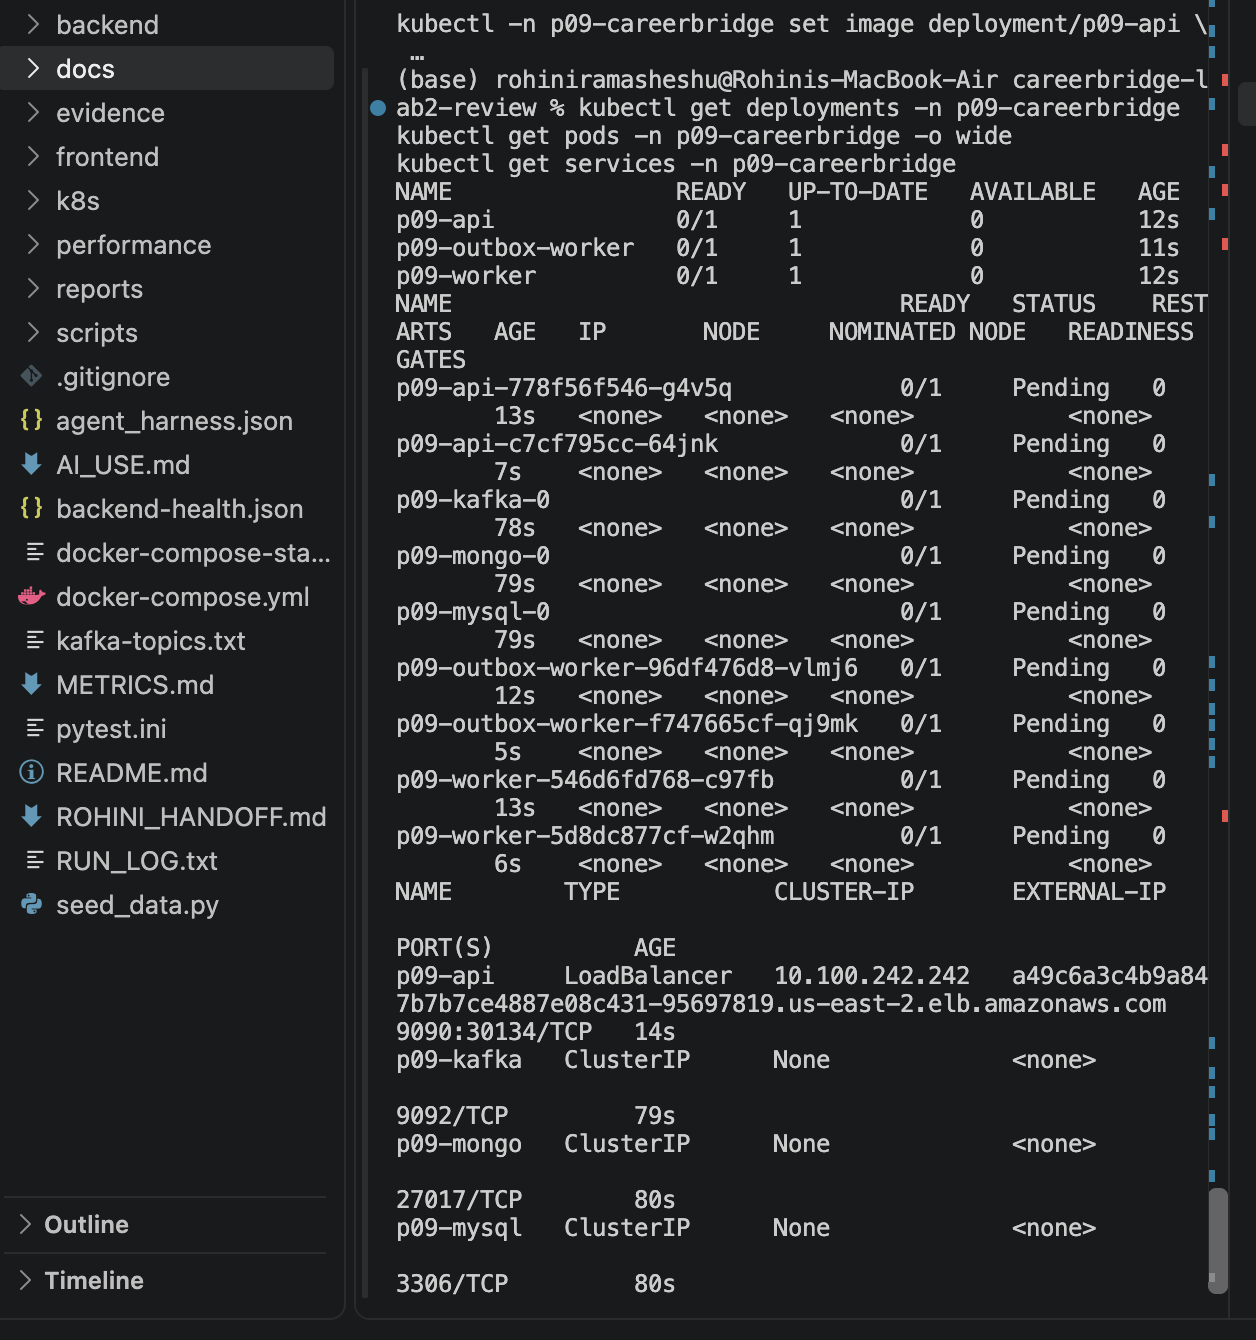 backend
docs
evidence
frontend
k8s
performance
reports
scripts
.gitignore
agent_harness.json
AI_USE.md
backend-health.json
docker-compose-sta...
docker-compose.yml
kafka-topics.txt
METRICS.md
pytest.ini
README.md
ROHINI_HANDOFF.md
RUN_LOG.txt
seed_data.py
Outline
Timeline
kubectl -n p09-careerbridge set image deployment/p09-api \
…
(base) rohiniramasheshu@Rohinis-MacBook-Air careerbridge-l
ab2-review % kubectl get deployments -n p09-careerbridge
kubectl get pods -n p09-careerbridge -o wide
kubectl get services -n p09-careerbridge
NAME READY UP-TO-DATE AVAILABLE AGE
p09-api 0/1 1 0 12s
p09-outbox-worker 0/1 1 0 11s
p09-worker 0/1 1 0 12s
NAME READY STATUS REST
ARTS AGE IP NODE NOMINATED NODE READINESS
GATES
p09-api-778f56f546-g4v5q 0/1 Pending 0
13s <none> <none> <none> <none>
p09-api-c7cf795cc-64jnk 0/1 Pending 0
7s <none> <none> <none> <none>
p09-kafka-0 0/1 Pending 0
78s <none> <none> <none> <none>
p09-mongo-0 0/1 Pending 0
79s <none> <none> <none> <none>
p09-mysql-0 0/1 Pending 0
79s <none> <none> <none> <none>
p09-outbox-worker-96df476d8-vlmj6 0/1 Pending 0
12s <none> <none> <none> <none>
p09-outbox-worker-f747665cf-qj9mk 0/1 Pending 0
5s <none> <none> <none> <none>
p09-worker-546d6fd768-c97fb 0/1 Pending 0
13s <none> <none> <none> <none>
p09-worker-5d8dc877cf-w2qhm 0/1 Pending 0
6s <none> <none> <none> <none>
NAME TYPE CLUSTER-IP EXTERNAL-IP
PORT(S) AGE
p09-api LoadBalancer 10.100.242.242 a49c6a3c4b9a84
7b7b7ce4887e08c431-95697819.us-east-2.elb.amazonaws.com
9090:30134/TCP 14s
p09-kafka ClusterIP None <none>
9092/TCP 79s
p09-mongo ClusterIP None <none>
27017/TCP 80s
p09-mysql ClusterIP None <none>
3306/TCP 80s